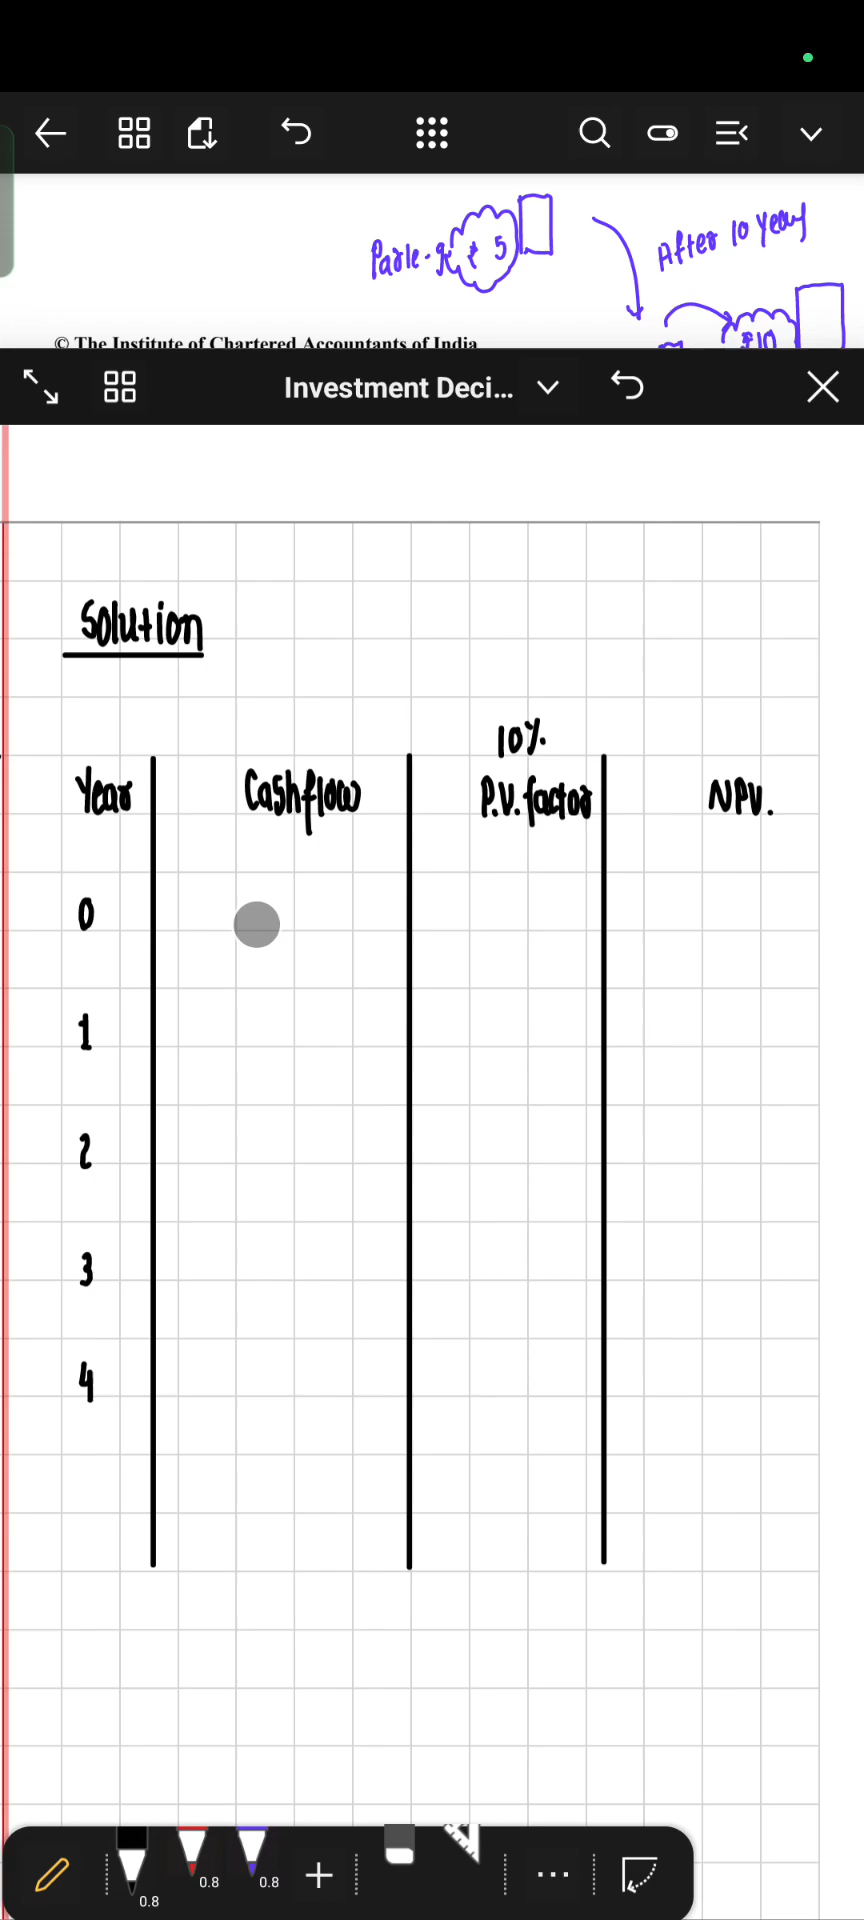 Parle-g ₹ 5
After 10 years
₹10
© The Institute of Chartered Accountants of India
Investment Deci...
Solution
10%
Year Cashflow P.V. factor NPV.
0
1
2
3
4
0.8 0.8 0.8